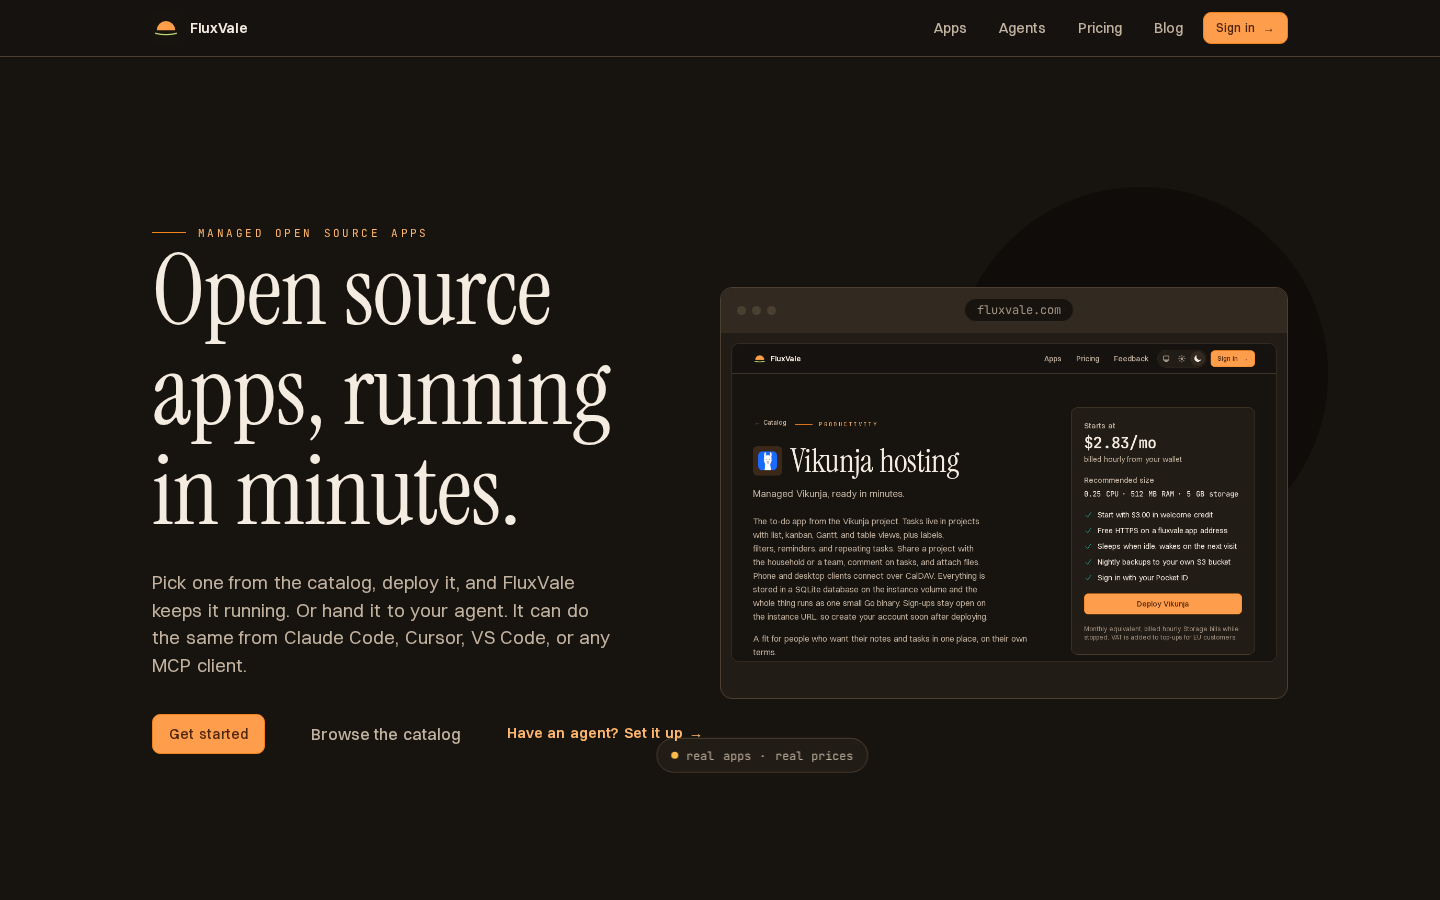 FluxVale
Apps
Agents
Pricing
Blog
Sign in →
MANAGED OPEN SOURCE APPS
Open source
apps, running
in minutes.
Pick one from the catalog, deploy it, and FluxVale
keeps it running. Or hand it to your agent. It can do
the same from Claude Code, Cursor, VS Code, or any
MCP client.
Get started
Browse the catalog
Have an agent? Set it up →
fluxvale.com
FluxVale
Apps
Pricing
Feedback
Sign in →
← Catalog
PRODUCTIVITY
Vikunja hosting
Managed Vikunja, ready in minutes.
The to-do app from the Vikunja project. Tasks live in projects
with list, kanban, Gantt, and table views, plus labels,
filters, reminders, and repeating tasks. Share a project with
the household or a team, comment on tasks, and attach files.
Phone and desktop clients connect over CalDAV. Everything is
stored in a SQLite database on the instance volume and the
whole thing runs as one small Go binary. Sign-ups stay open on
the instance URL, so create your account soon after deploying.
A fit for people who want their notes and tasks in one place, on their own
terms.
Starts at
$2.83/mo
billed hourly from your wallet
Recommended size
0.25 CPU · 512 MB RAM · 5 GB storage
✓ Start with $3.00 in welcome credit
✓ Free HTTPS on a fluxvale.app address
✓ Sleeps when idle, wakes on the next visit
✓ Nightly backups to your own S3 bucket
✓ Sign in with your Pocket ID
Deploy Vikunja
Monthly equivalent, billed hourly. Storage bills while
stopped. VAT is added to top-ups for EU customers.
real apps · real prices